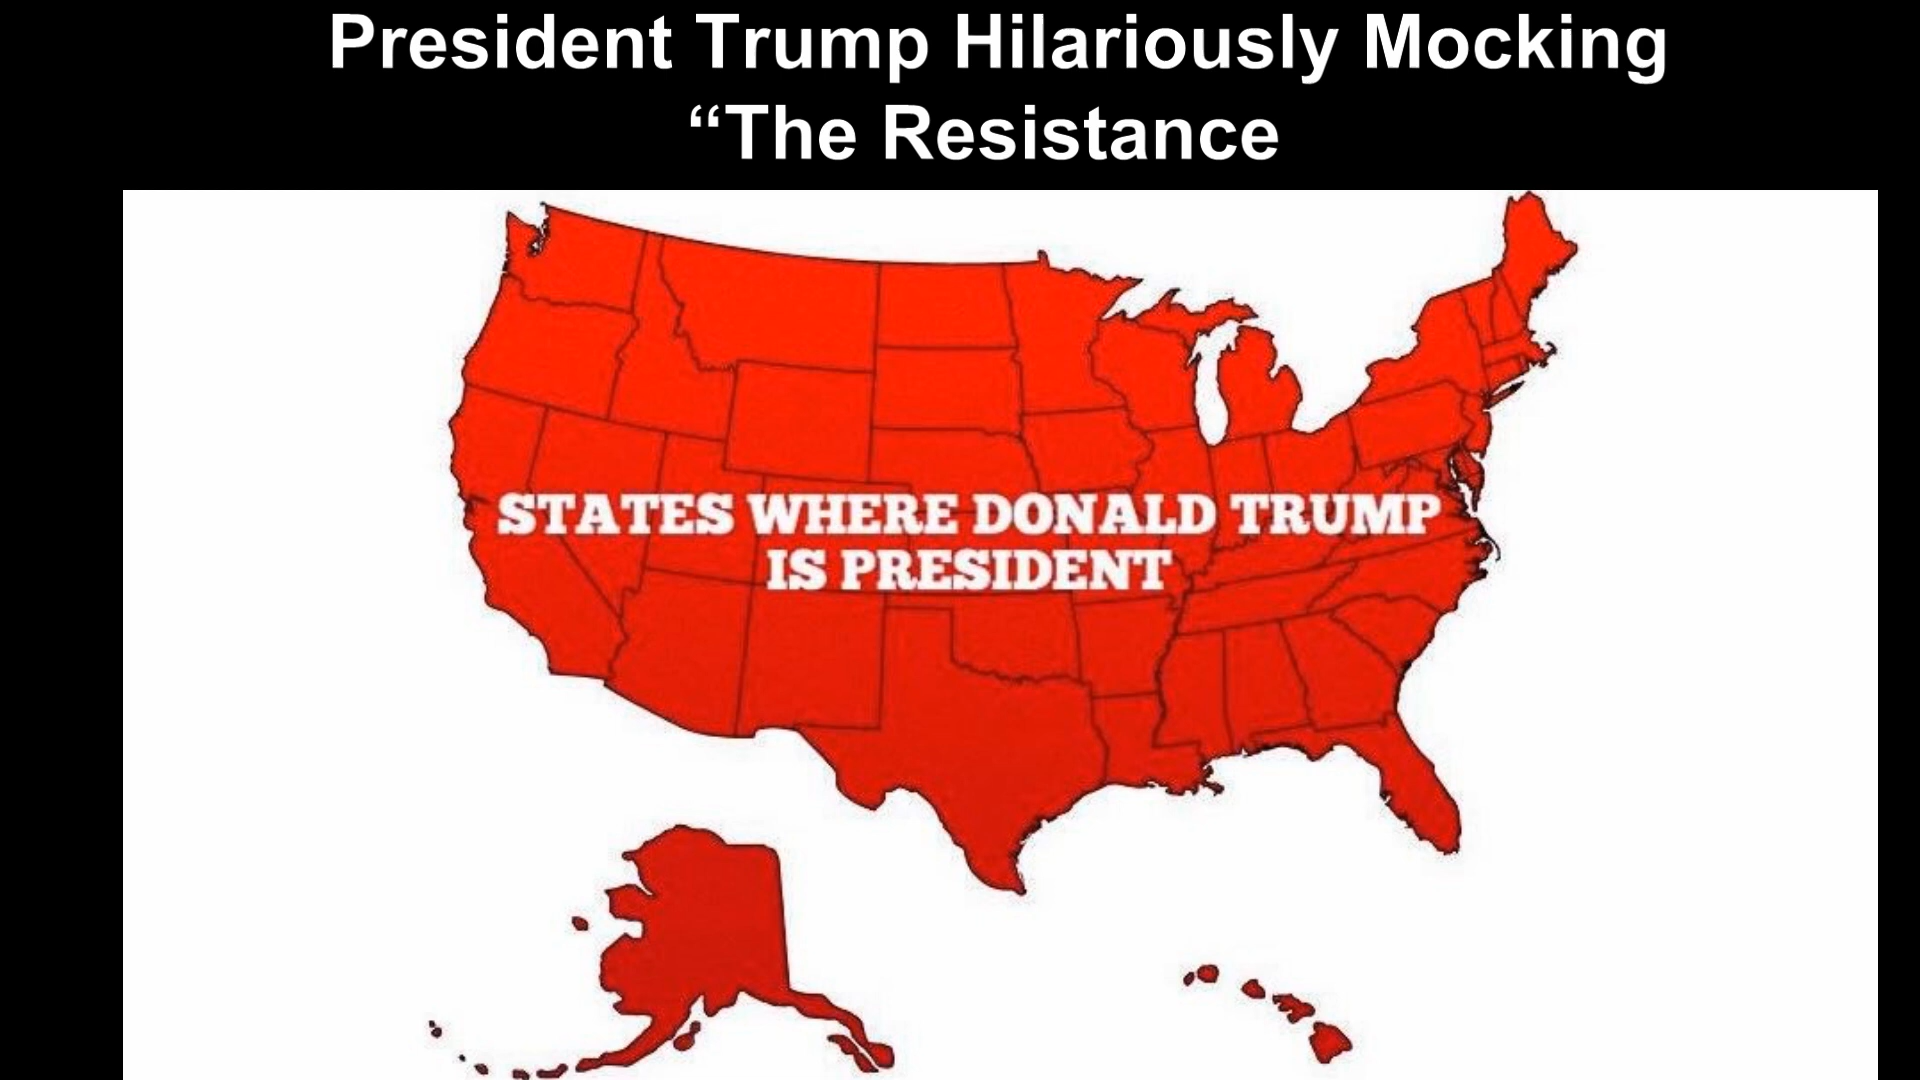 President Trump Hilariously Mocking
“The Resistance
STATES WHERE DONALD TRUMP
IS PRESIDENT